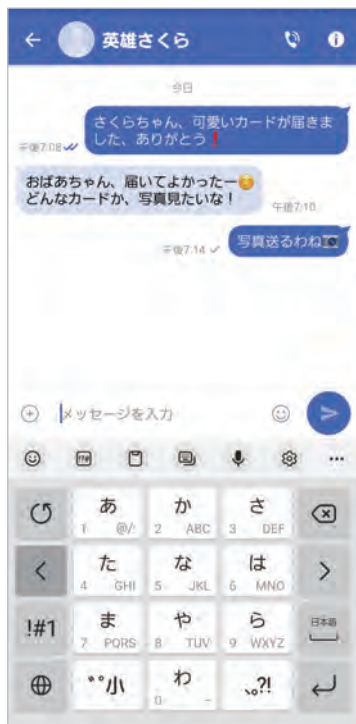 英雄さくら
今日
さくらちゃん、可愛いカードが届きま
した、ありがとう❗
午後7:08
おばあちゃん、届いてよかったー😊
どんなカードか、写真見たいな！
午後7:10
午後7:14
写真送るわね📷
メッセージを入力
あ
1 @/:
か
2 ABC
さ
3 DEF
た
4 GHI
な
5 JKL
は
6 MNO
!#1
ま
7 PQRS
や
8 TUV
ら
9 WXYZ
日本語
゛゜小
わ
0 -
、。?!